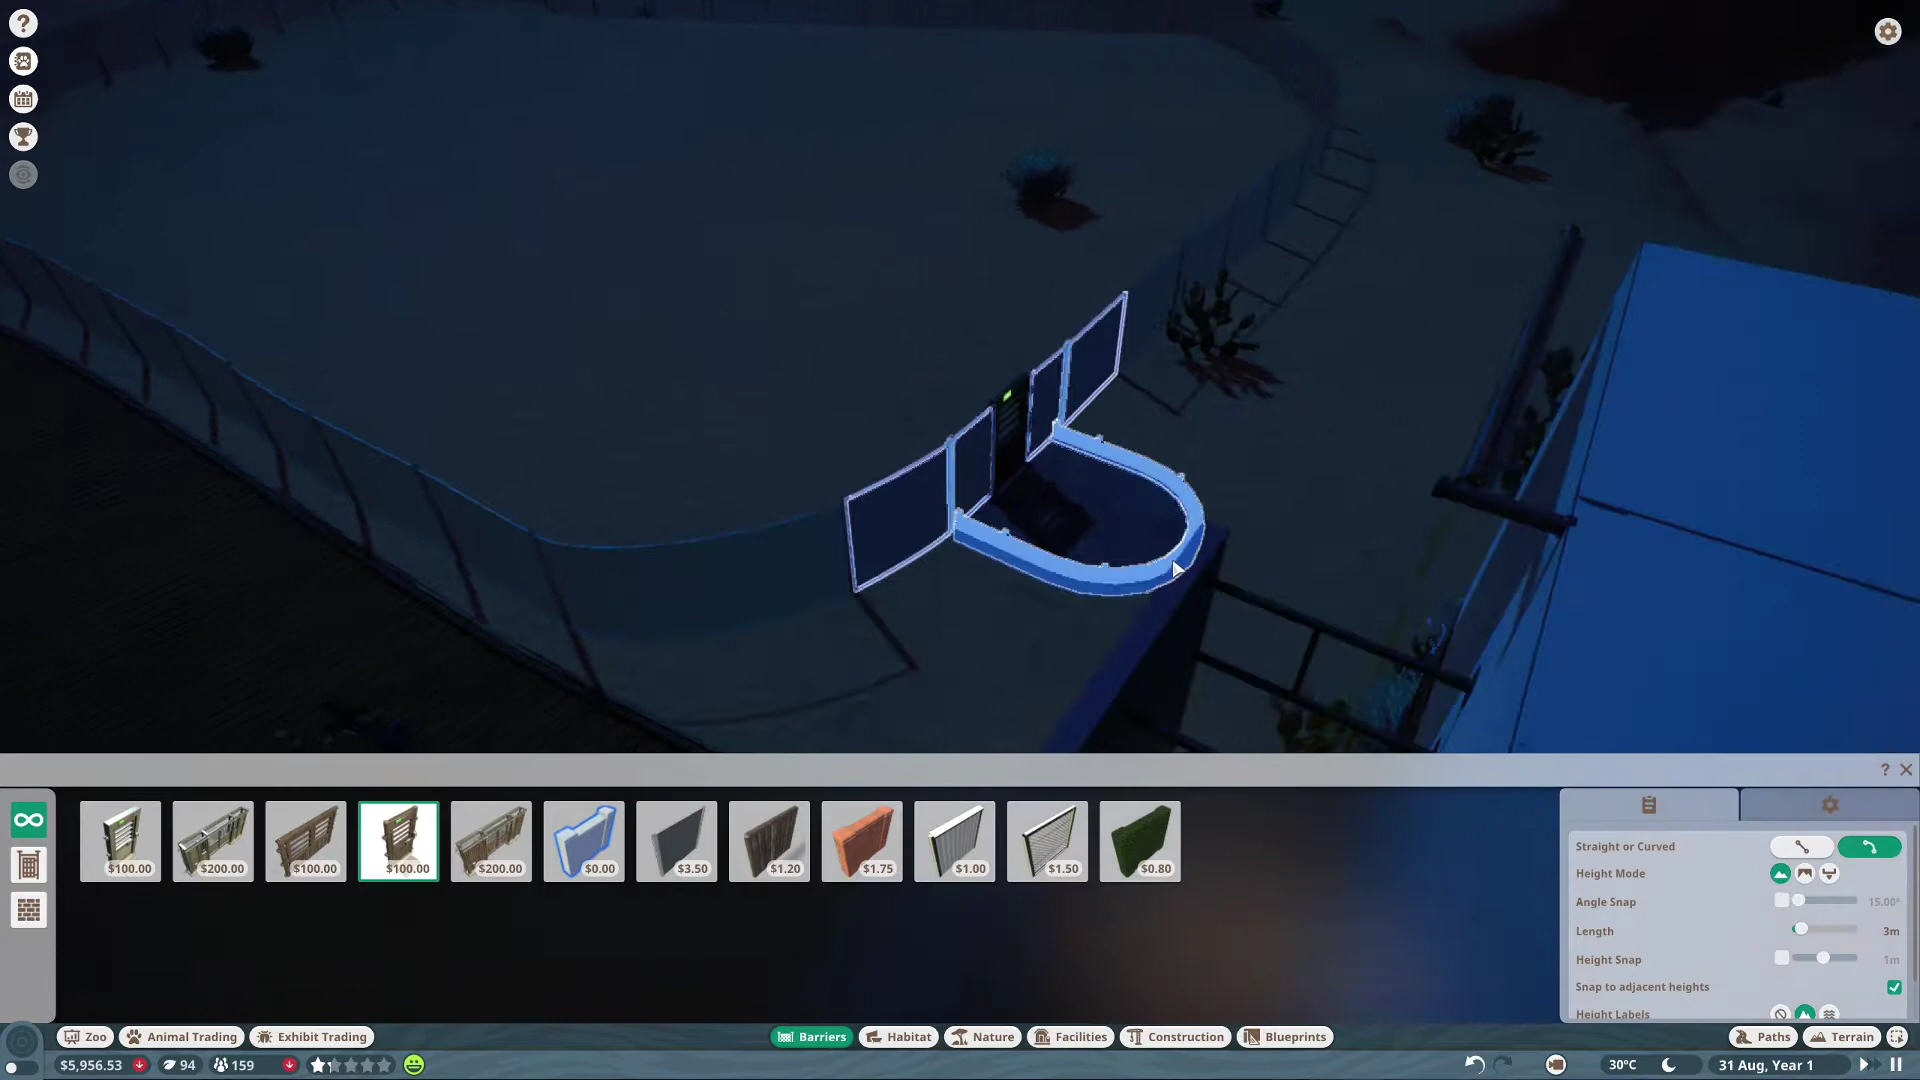 ?
? ×
$100.00 $200.00 $100.00 $100.00 $200.00 $0.00 $3.50 $1.20 $1.75 $1.00 $1.50 $0.80
Straight or Curved
Height Mode
Angle Snap 15.00°
Length 3m
Height Snap 1m
Snap to adjacent heights
Height Labels
Zoo Animal Trading Exhibit Trading Barriers Habitat Nature Facilities Construction Blueprints Paths Terrain
$5,956.53 94 159 30°C 31 Aug, Year 1